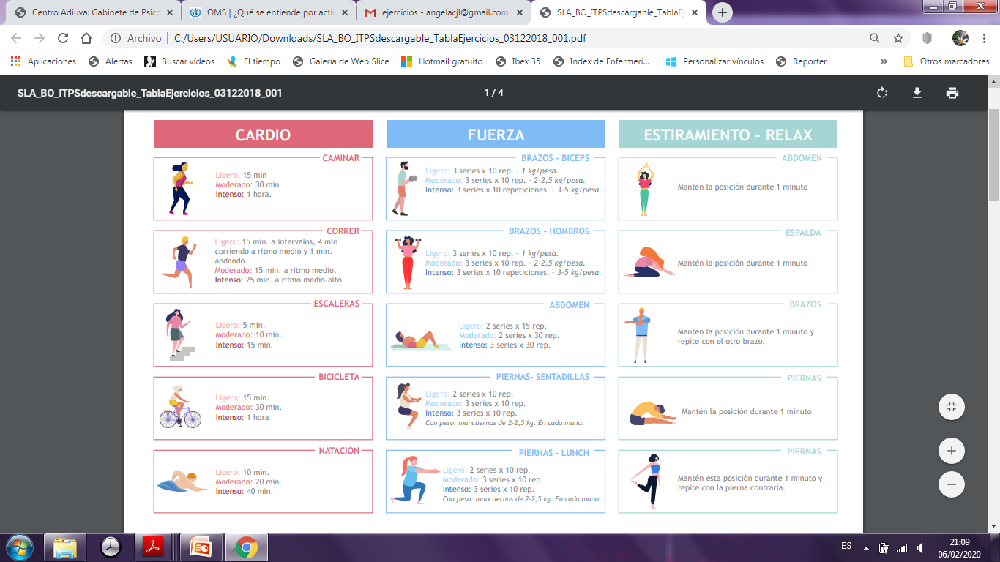 Centro Adiuva: Gabinete de Psico
OMS | ¿Qué se entiende por activ
ejercicios - angelacjl@gmail.com
SLA_BO_ITPSdescargable_TablaEj
Archivo
C:/Users/USUARIO/Downloads/SLA_BO_ITPSdescargable_TablaEjercicios_03122018_001.pdf
Aplicaciones
Alertas
Buscar vídeos
El tiempo
Galería de Web Slice
Hotmail gratuito
Ibex 35
Index de Enfermerí...
Personalizar vínculos
Reporter
»
Otros marcadores
SLA_BO_ITPSdescargable_TablaEjercicios_03122018_001
1 / 4
CARDIO
CAMINAR
Ligero: 15 min
Moderado: 30 min
Intenso: 1 hora.
CORRER
Ligero: 15 min. a intervalos, 4 min.
corriendo a ritmo medio y 1 min.
andando.
Moderado: 15 min. a ritmo medio.
Intenso: 25 min. a ritmo medio-alto
ESCALERAS
Ligero: 5 min.
Moderado: 10 min.
Intenso: 15 min.
BICICLETA
Ligero: 15 min.
Moderado: 30 min.
Intenso: 1 hora
NATACIÓN
Ligero: 10 min.
Moderado: 20 min.
Intenso: 40 min.
FUERZA
BRAZOS - BICEPS
Ligero: 3 series x 10 rep. - 1 kg/pesa.
Moderado: 3 series x 10 rep. - 2-2,5 kg/pesa.
Intenso: 3 series x 10 repeticiones. - 3-5 kg/pesa.
BRAZOS - HOMBROS
Ligero: 3 series x 10 rep. - 1 kg/pesa.
Moderado: 3 series x 10 rep. - 2-2,5 kg/pesa.
Intenso: 3 series x 10 repeticiones. - 3-5 kg/pesa.
ABDOMEN
Ligero: 2 series x 15 rep.
Moderado: 2 series x 30 rep.
Intenso: 3 series x 30 rep.
PIERNAS- SENTADILLAS
Ligero: 2 series x 10 rep.
Moderado: 3 series x 10 rep.
Intenso: 3 series x 10 rep.
Con peso: mancuernas de 2-2,5 kg. En cada mano.
PIERNAS - LUNCH
Ligero: 2 series x 10 rep.
Moderado: 3 series x 10 rep.
Intenso: 3 series x 10 rep.
Con peso: mancuernas de 2-2,5 kg. En cada mano.
ESTIRAMIENTO - RELAX
ABDOMEN
Mantén la posición durante 1 minuto
ESPALDA
Mantén la posición durante 1 minuto
BRAZOS
Mantén la posición durante 1 minuto y
repite con el otro brazo.
PIERNAS
Mantén la posición durante 1 minuto
PIERNAS
Mantén esta posición durante 1 minuto y
repite con la pierna contraria.
ES
21:09
06/02/2020